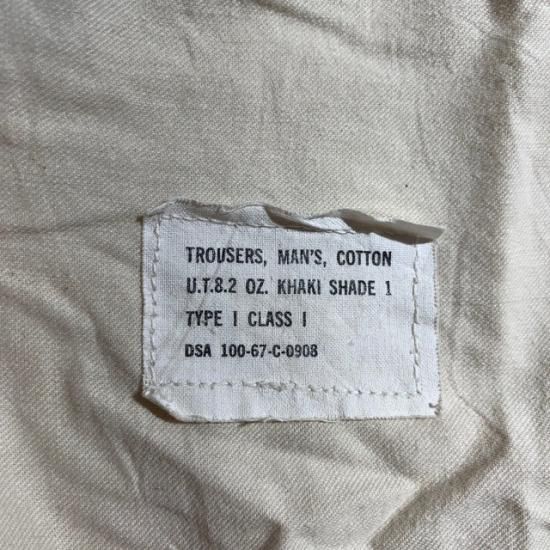 TROUSERS, MAN'S, COTTON
U.T.8.2 OZ. KHAKI SHADE 1
TYPE I CLASS I
DSA 100-67-C-0908